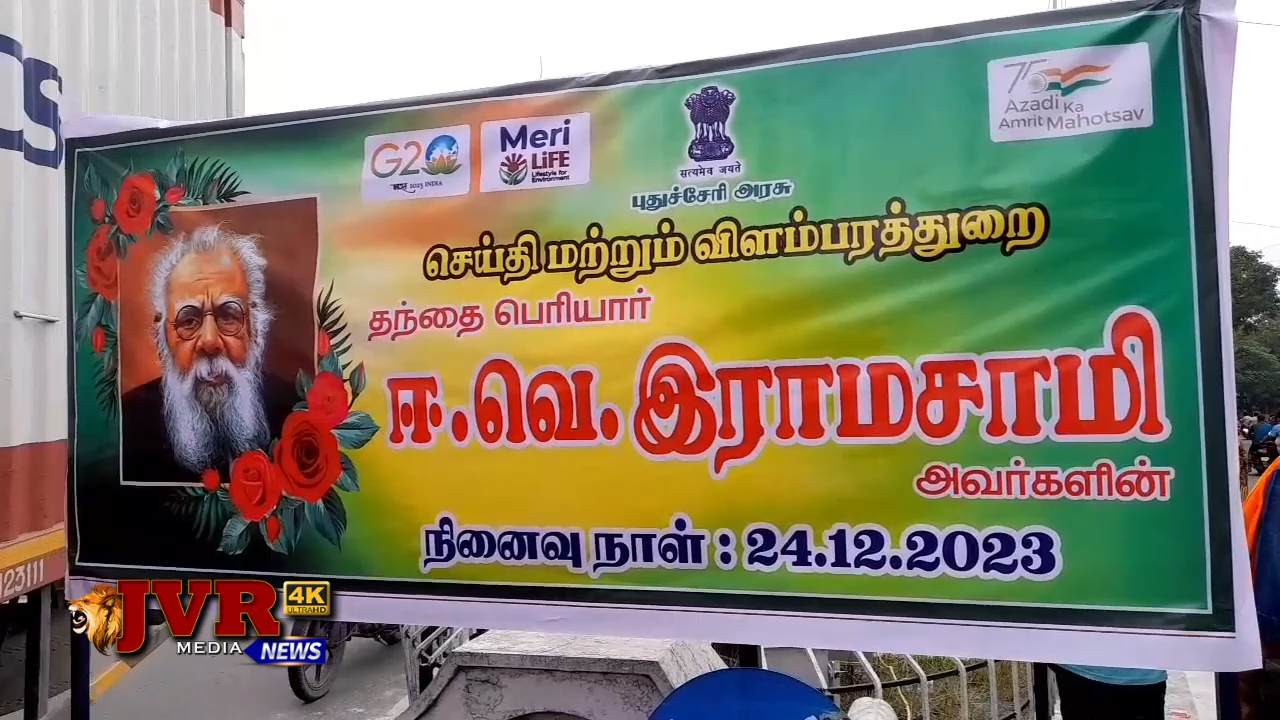 G20
2023 INDIA
Meri
LiFE
Lifestyle for
Environment
सत्यमेव जयते
75
Azadi Ka
Amrit Mahotsav
புதுச்சேரி அரசு
செய்தி மற்றும் விளம்பரத்துறை
தந்தை பெரியார்
ஈ.வெ.இராமசாமி
அவர்களின்
நினைவு நாள் : 24.12.2023
23111
JVR
MEDIA NEWS
4K
ULTRA HD